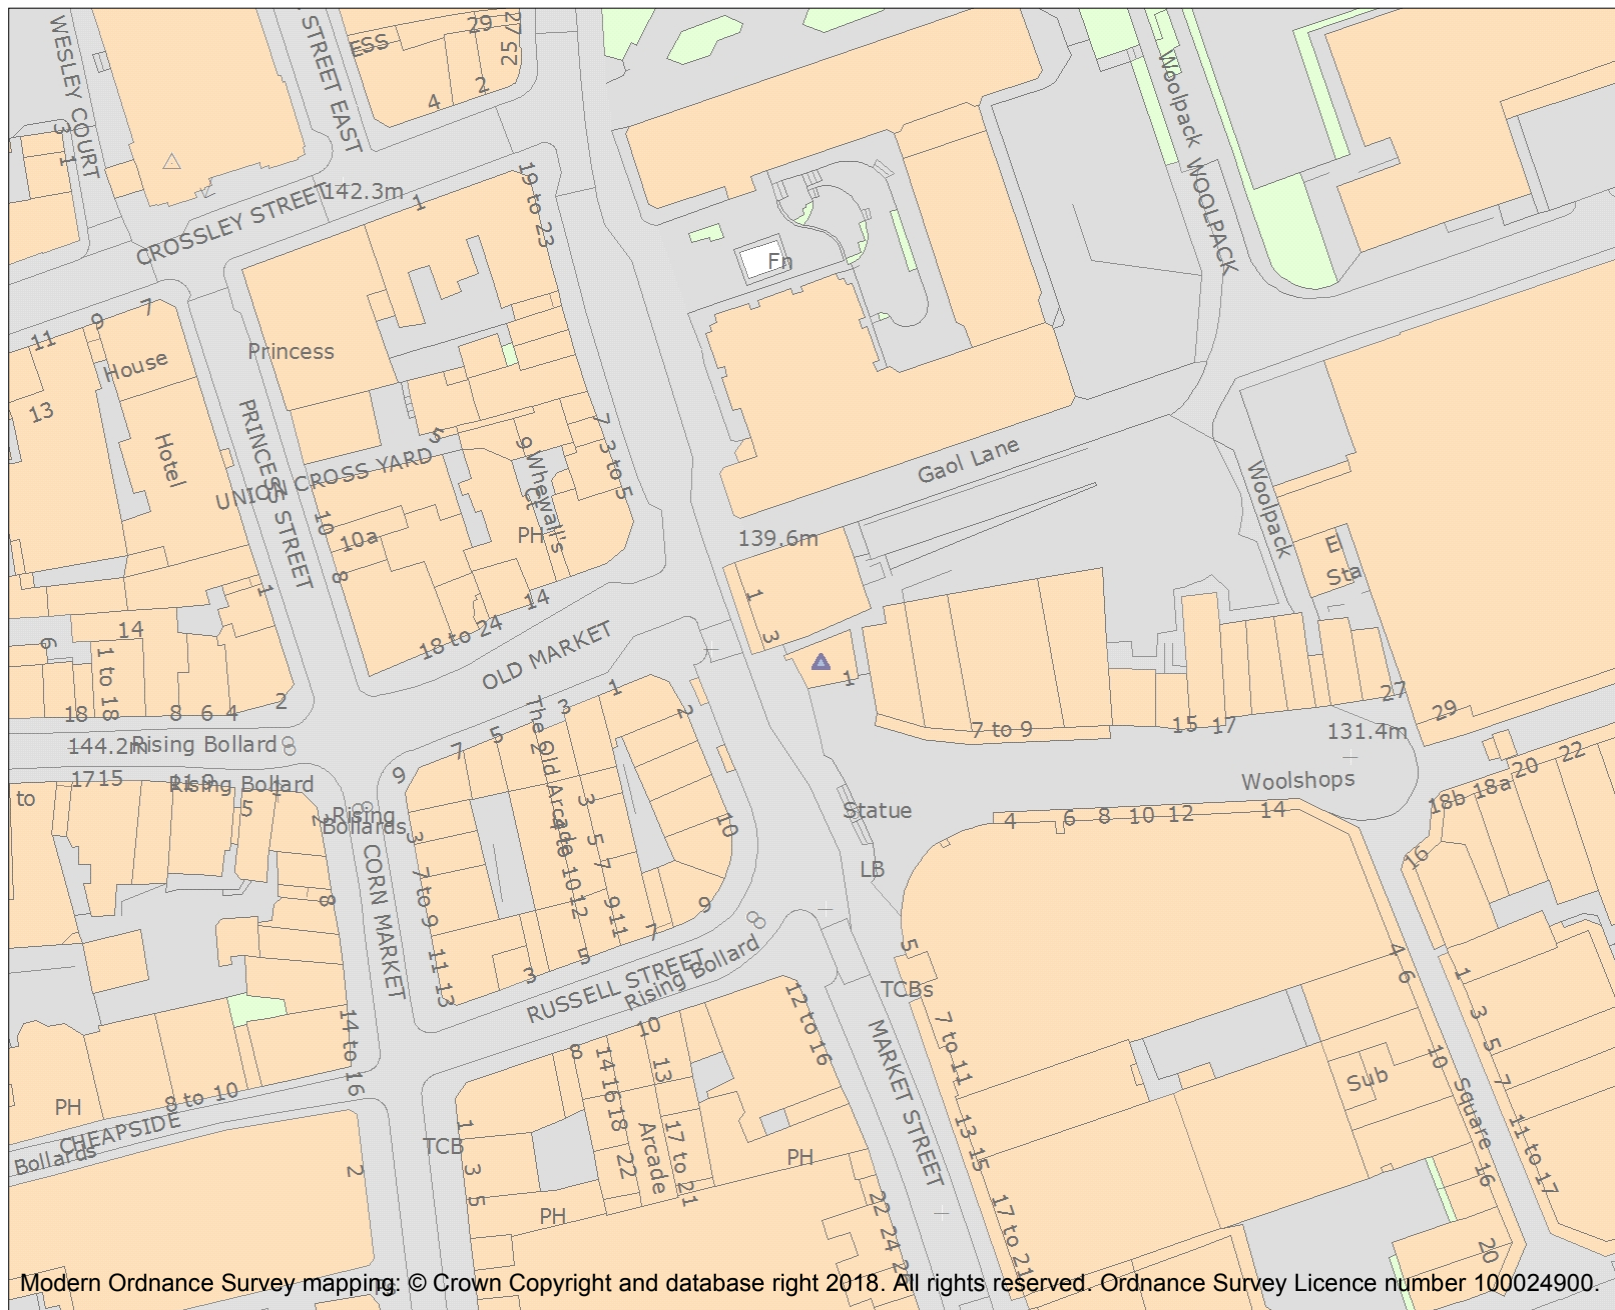 WESLEY COURT
STREET EAST
ESS
29
27
25
4
2
3
1
CROSSLEY STREET
142.3m
1
19 to 23
Woolpack
WOOLPACK
Fn
11
9
7
House
13
Hotel
Princess
PRINCESS STREET
UNION CROSS YARD
5
9
Whewall's
Ct
7
3 to 5
PH
10
10a
8
14
18 to 24
OLD MARKET
139.6m
Gaol Lane
Woolpack
E
Sta
1
3
1
6
14
1 to 18
1
18
8
6
4
2
144.2m
Rising Bollard
17
15
11
9
Rising Bollard
1
to
5
2
Rising
Bollards
8
9
7
5
3
1
2
The Old Arcade
2
4 to 10
12
3
5
7
9
11
10
9
7
5
3
3
7 to 9
11
13
CORN MARKET
RUSSELL STREET
Rising Bollard
7 to 9
15
17
27
29
131.4m
Woolshops
Statue
LB
4
6
8
10
12
14
16
18b
18a
20
22
5
TCBs
7 to 11
13
15
17 to 21
MARKET STREET
12 to 16
10
8
14
16
18
22
13
Arcade
17 to 21
PH
22
24
1
3
5
TCB
PH
14 to 16
8 to 10
PH
CHEAPSIDE
Bollards
2
4
6
10
Square
16
20
Sub
1
3
5
7
11 to 17
Modern Ordnance Survey mapping: © Crown Copyright and database right 2018. All rights reserved. Ordnance Survey Licence number 100024900.